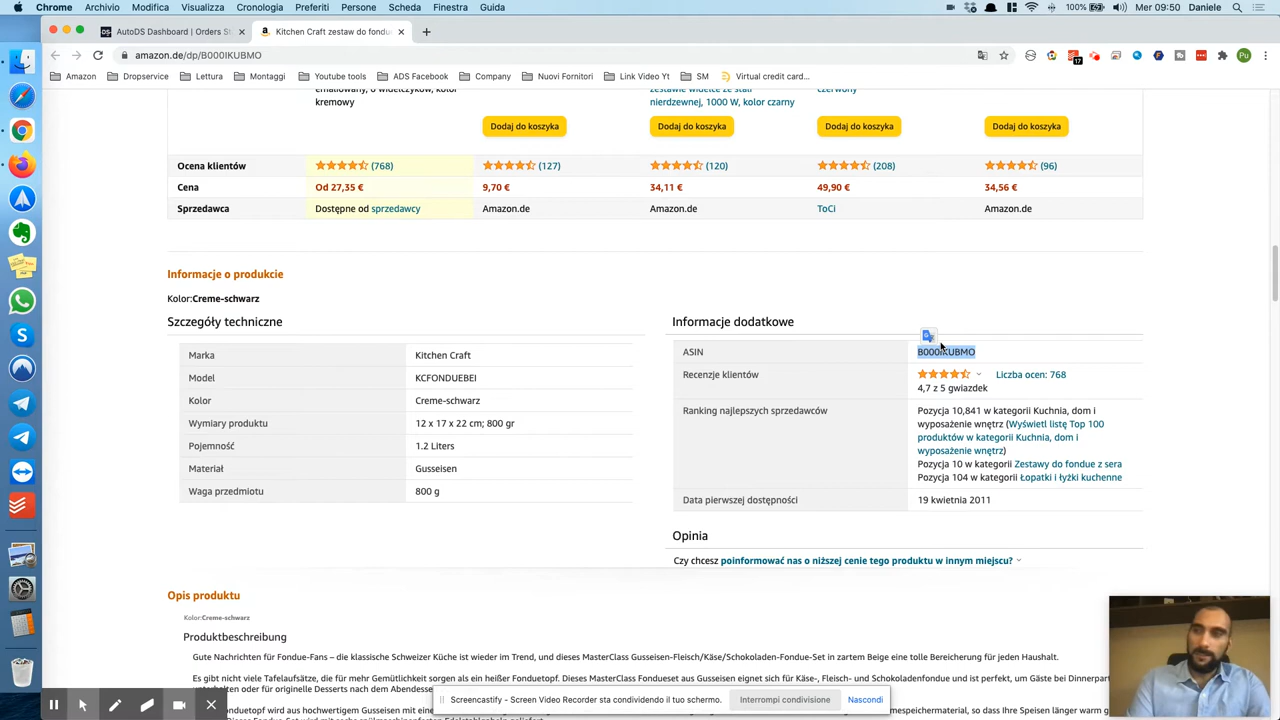 Chrome Archivio Modifica Visualizza Cronologia Preferiti Persone Scheda Finestra Guida 100% Mer 09:50 Daniele
AutoDS Dashboard | Orders S
Kitchen Craft zestaw do fondu
amazon.de/dp/B000IKUBMO
17
Pu
Amazon Dropservice Lettura Montaggi Youtube tools ADS Facebook Company Nuovi Fornitori Link Video Yt SM Virtual credit card...
kremowy
nierdzewnej, 1000 W, kolor czarny
Dodaj do koszyka Dodaj do koszyka Dodaj do koszyka Dodaj do koszyka
Ocena klientów (768) (127) (120) (208) (96)
Cena Od 27,35 € 9,70 € 34,11 € 49,90 € 34,56 €
Sprzedawca Dostępne od sprzedawcy Amazon.de Amazon.de ToCi Amazon.de
Informacje o produkcie
Kolor:Creme-schwarz
Szczegóły techniczne
Marka Kitchen Craft
Model KCFONDUEBEI
Kolor Creme-schwarz
Wymiary produktu 12 x 17 x 22 cm; 800 gr
Pojemność 1.2 Liters
Materiał Gusseisen
Waga przedmiotu 800 g
Informacje dodatkowe
ASIN B000IKUBMO
Recenzje klientów Liczba ocen: 768
4,7 z 5 gwiazdek
Ranking najlepszych sprzedawców Pozycja 10,841 w kategorii Kuchnia, dom i
wyposażenie wnętrz (Wyświetl listę Top 100
produktów w kategorii Kuchnia, dom i
wyposażenie wnętrz)
Pozycja 10 w kategorii Zestawy do fondue z sera
Pozycja 104 w kategorii Łopatki i łyżki kuchenne
Data pierwszej dostępności 19 kwietnia 2011
Opinia
Czy chcesz poinformować nas o niższej cenie tego produktu w innym miejscu?
Opis produktu
Kolor:Creme-schwarz
Produktbeschreibung
Gute Nachrichten für Fondue-Fans – die klassische Schweizer Küche ist wieder im Trend, und dieses MasterClass Gusseisen-Fleisch/Käse/Schokoladen-Fondue-Set in zartem Beige eine tolle Bereicherung für jeden Haushalt.
Es gibt nicht viele Tafelaufsätze, die für mehr Gemütlichkeit sorgen als ein heißer Fonduetopf. Dieses MasterClass Fondueset aus Gusseisen eignet sich für Käse-, Fleisch- und Schokoladenfondue und ist perfekt, um Gäste bei Dinnerpart
oder für originelle Desserts nach dem Abendesse
Screencastify - Screen Video Recorder sta condividendo il tuo schermo. Interrompi condivisione Nascondi